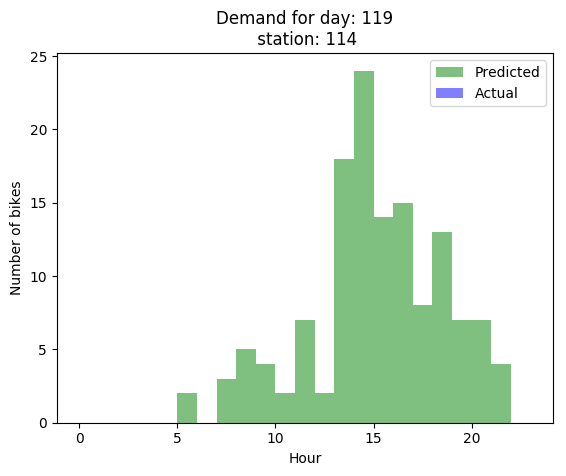 Demand for day: 119
station: 114
Predicted
Actual
Number of bikes
25
20
15
10
5
0
0 5 10 15 20
Hour